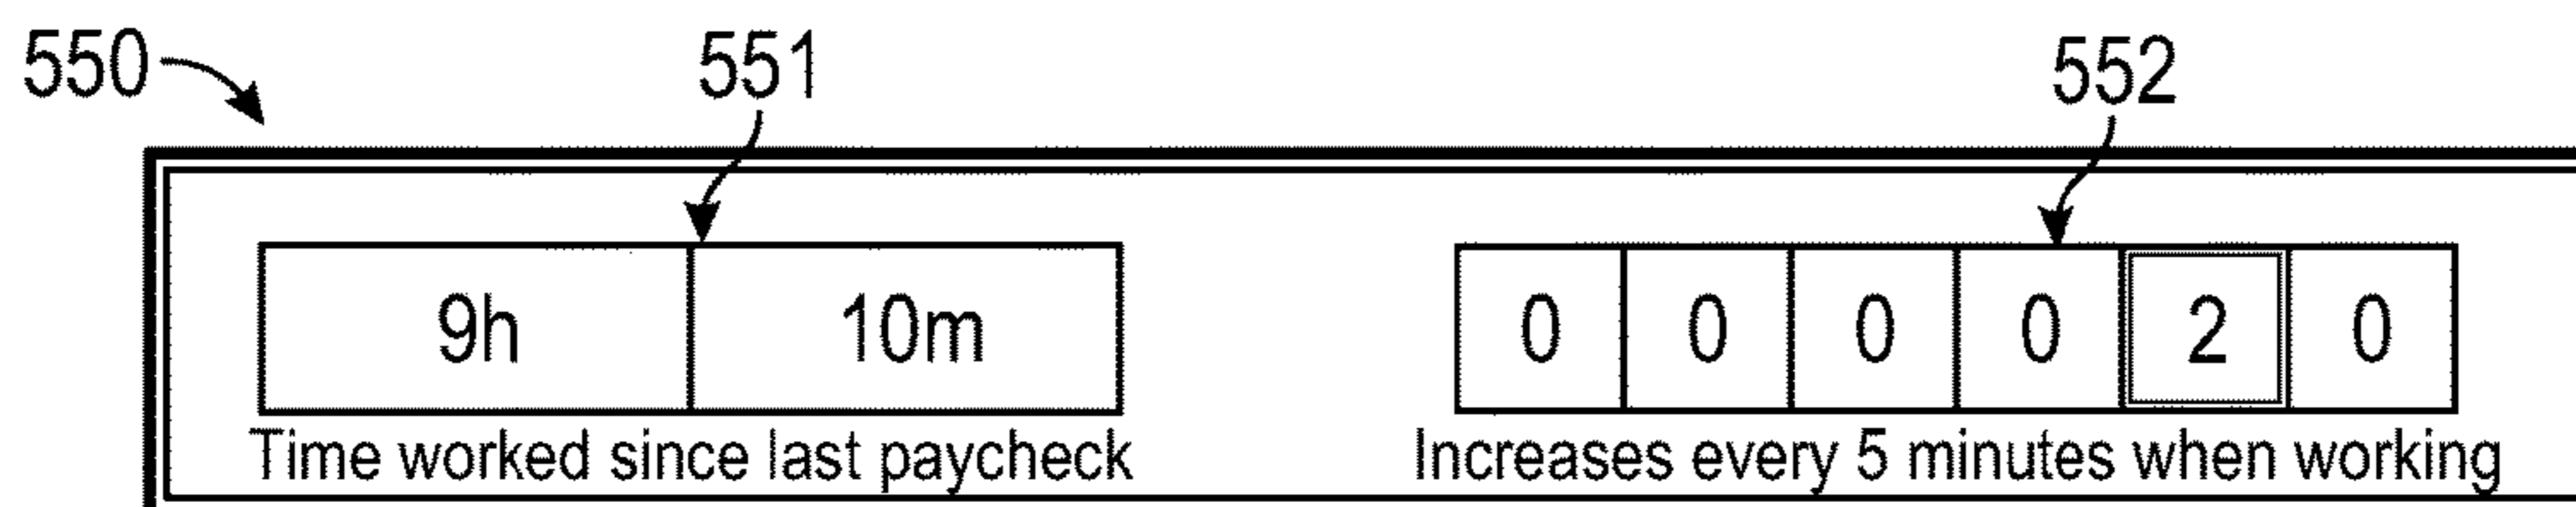 550 551 552
9h 10m 0 0 0 0 2 0
Time worked since last paycheck Increases every 5 minutes when working